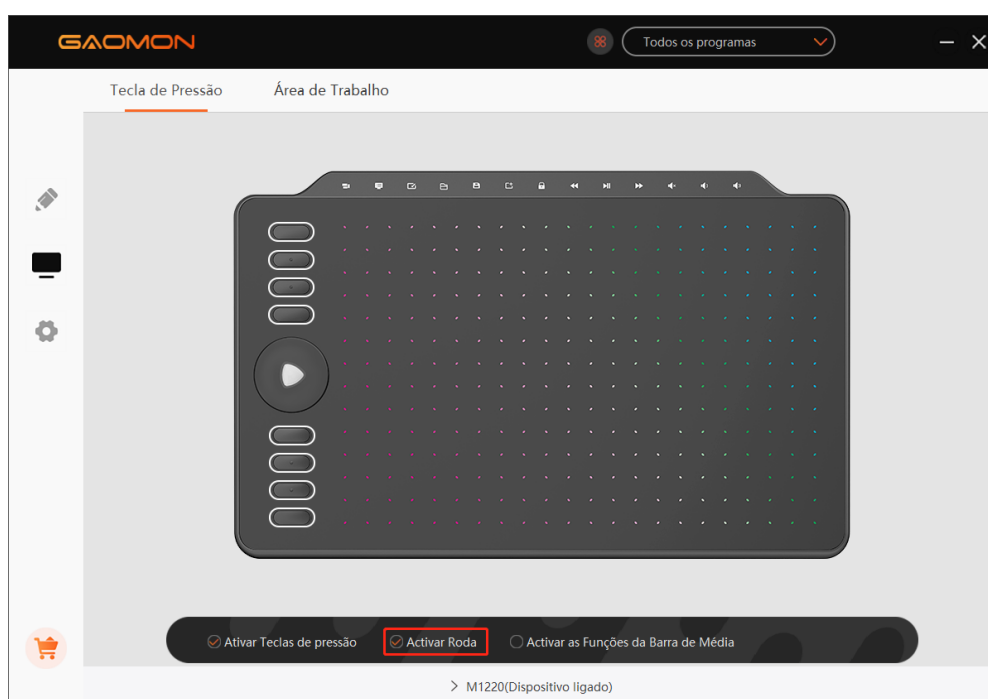 GAOMON
Todos os programas
Tecla de Pressão Área de Trabalho
Ativar Teclas de pressão Activar Roda Activar as Funções da Barra de Média
M1220(Dispositivo ligado)